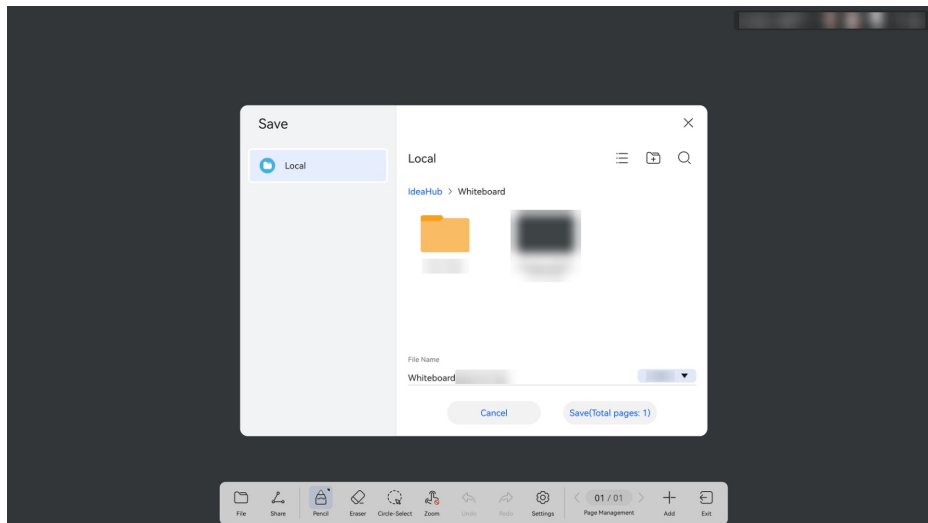 Save
Local
Local
IdeaHub > Whiteboard
File Name
Whiteboard
Cancel
Save(Total pages: 1)
File
Share
Pencil
Eraser
Circle-Select
Zoom
Undo
Redo
Settings
01 / 01
Page Management
Add
Exit